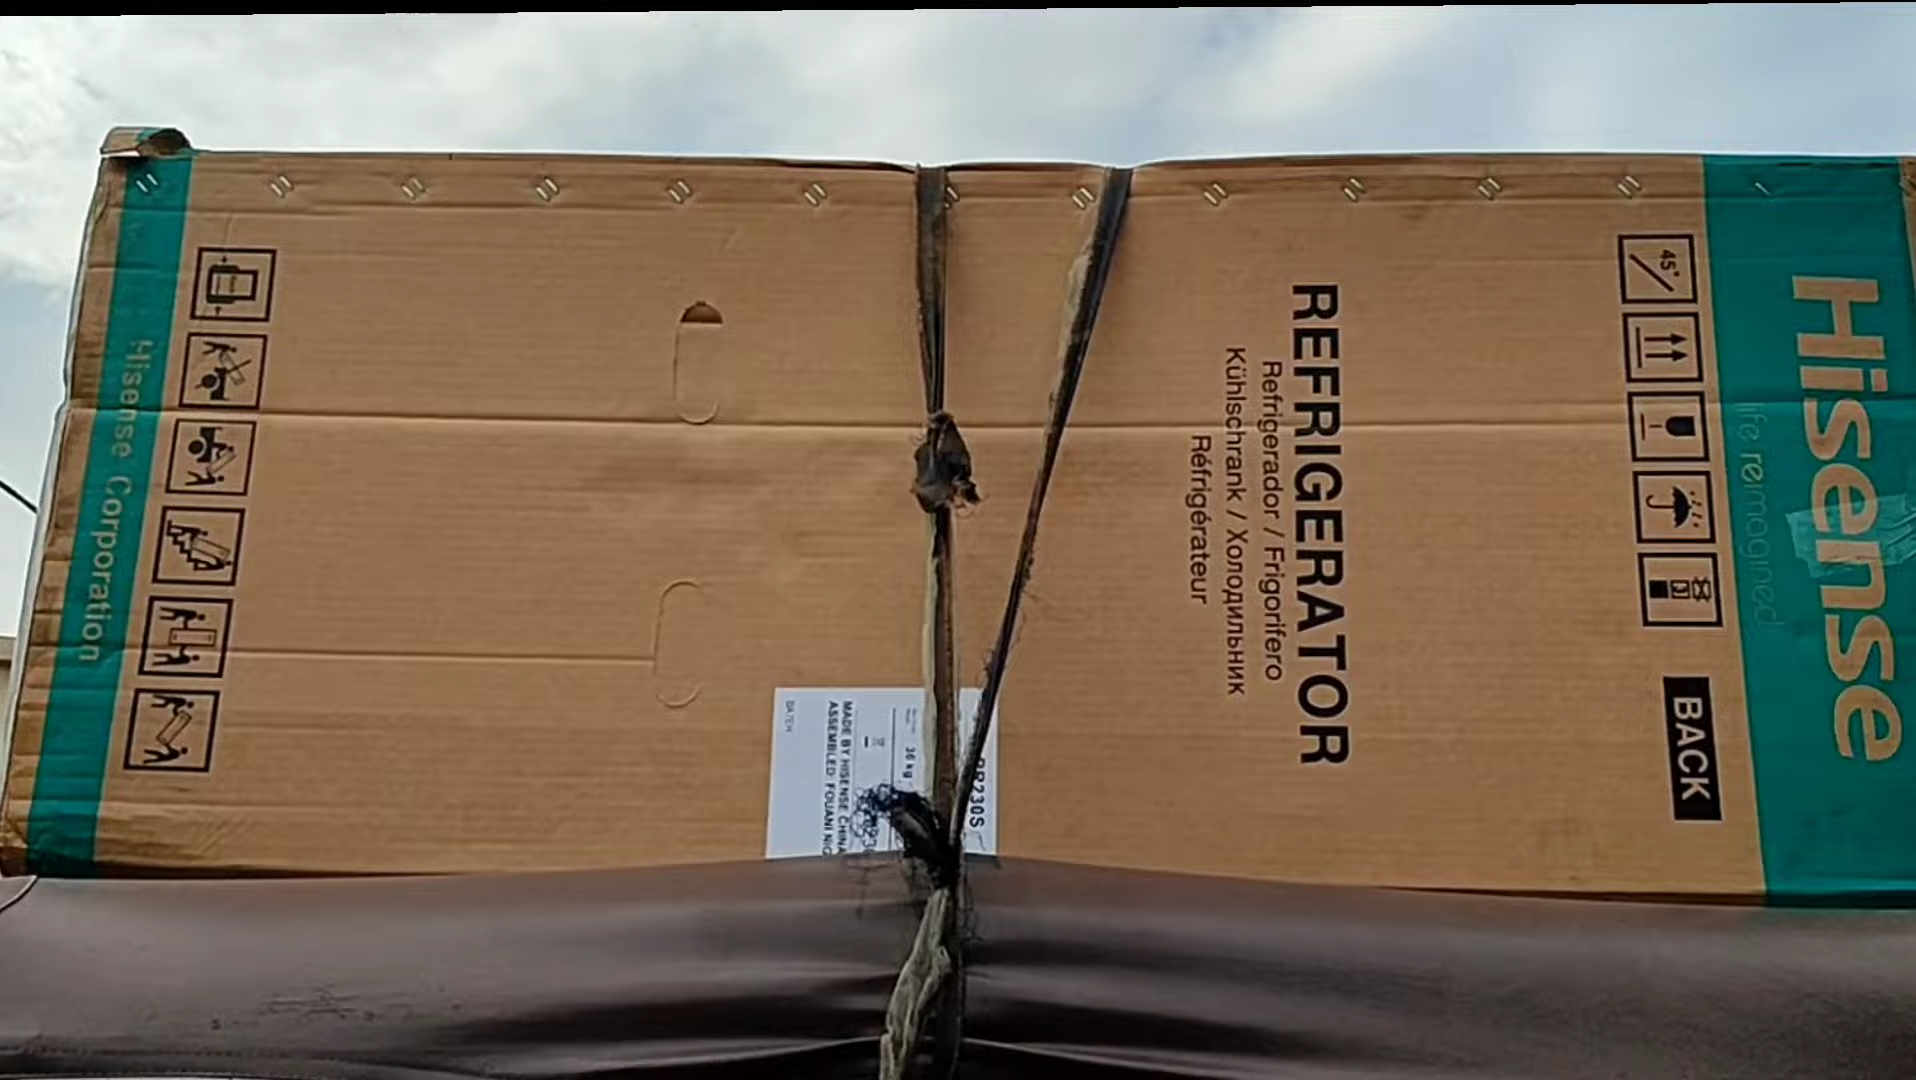 Hisense
life reimagined
45°
BACK
REFRIGERATOR
Refrigerador / Frigorifero
Kühlschrank / Холодильник
Réfrigérateur
RR230S
36 kg
MADE BY HISENSE CHINA
ASSEMBLED: FOUANI NIG
Hisense Corporation